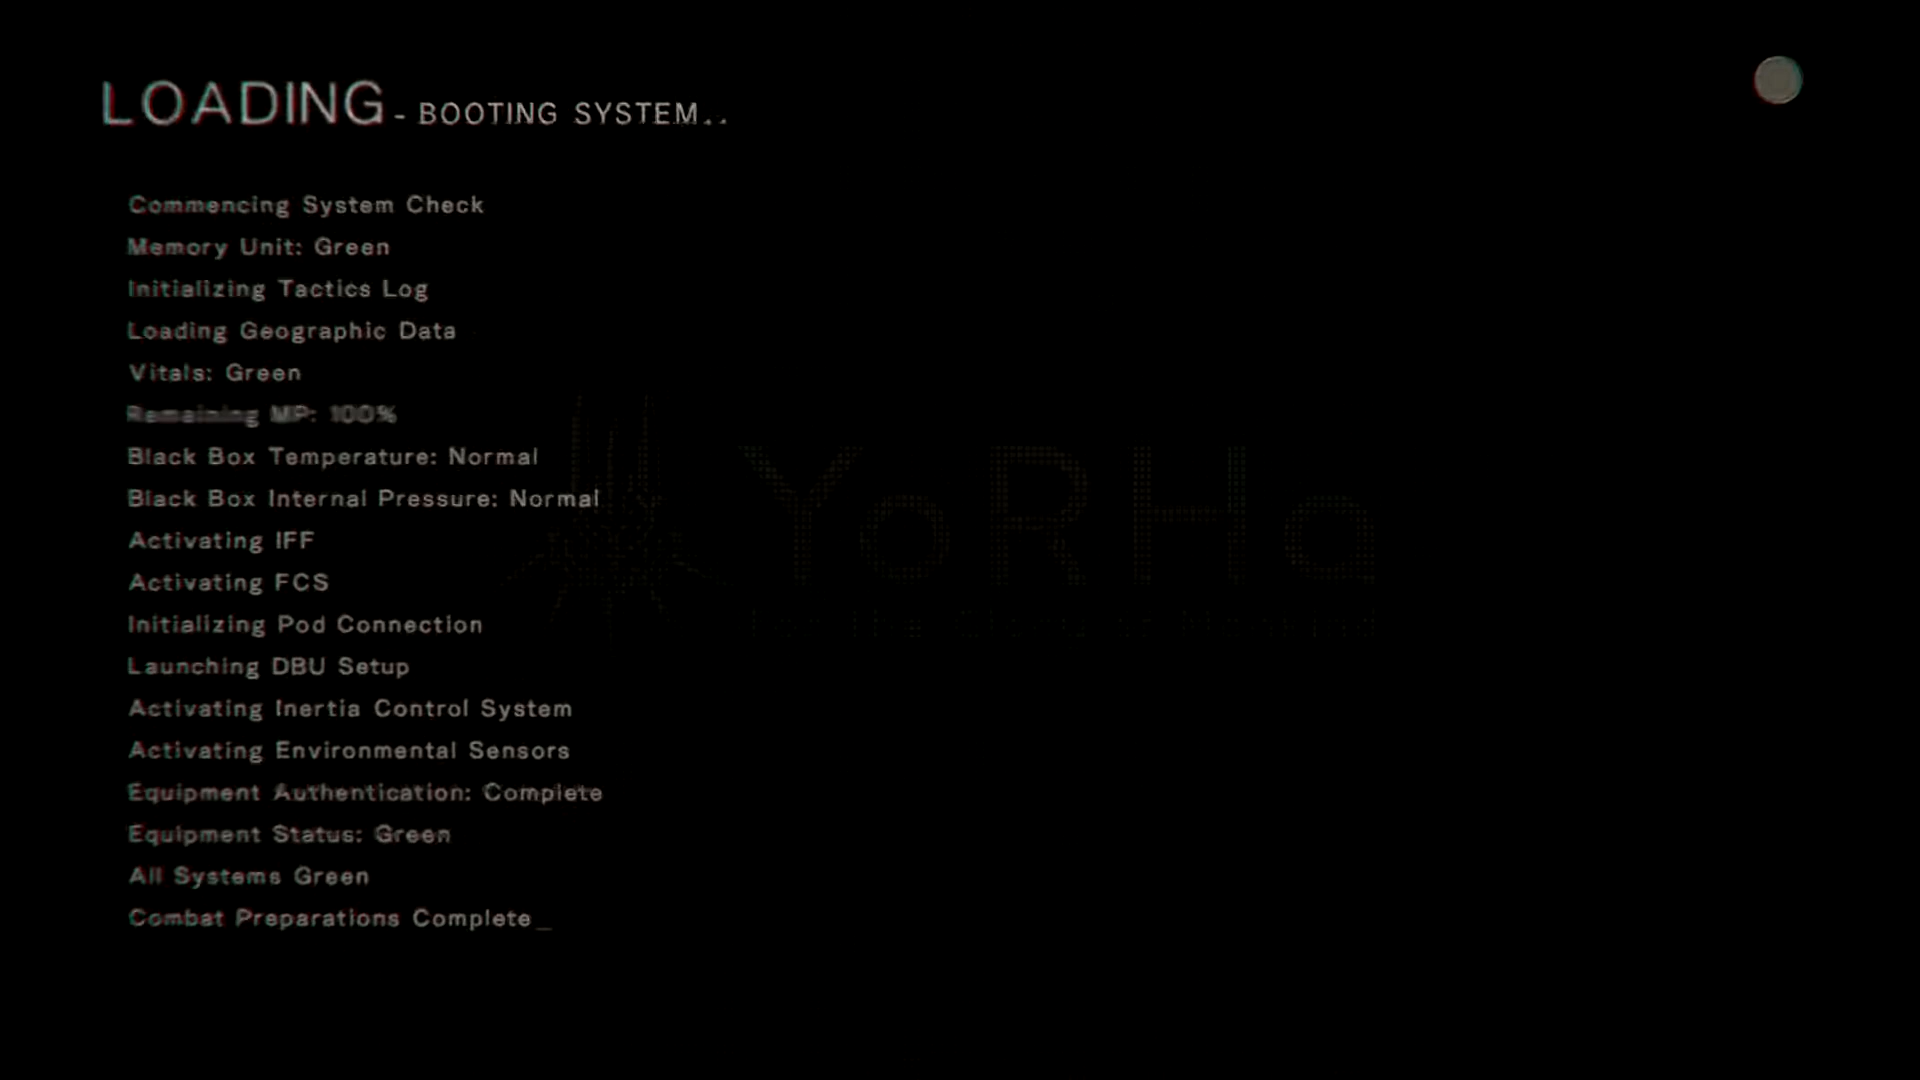 LOADING - BOOTING SYSTEM..
Commencing System Check
Memory Unit: Green
Initializing Tactics Log
Loading Geographic Data
Vitals: Green
Remaining MP: 100%
Black Box Temperature: Normal
Black Box Internal Pressure: Normal
Activating IFF
Activating FCS
Initializing Pod Connection
Launching DBU Setup
Activating Inertia Control System
Activating Environmental Sensors
Equipment Authentication: Complete
Equipment Status: Green
All Systems Green
Combat Preparations Complete_
YoRHa